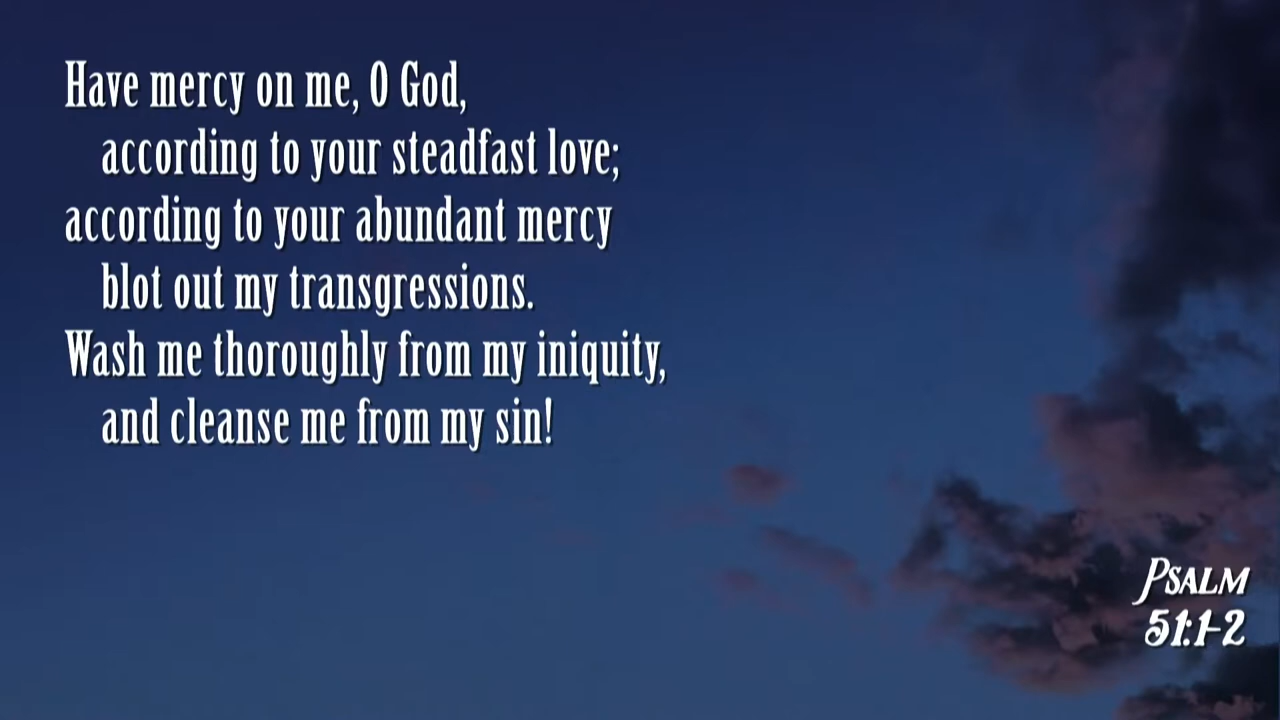 Have mercy on me, O God,
according to your steadfast love;
according to your abundant mercy
blot out my transgressions.
Wash me thoroughly from my iniquity,
and cleanse me from my sin!
Psalm
51:1-2